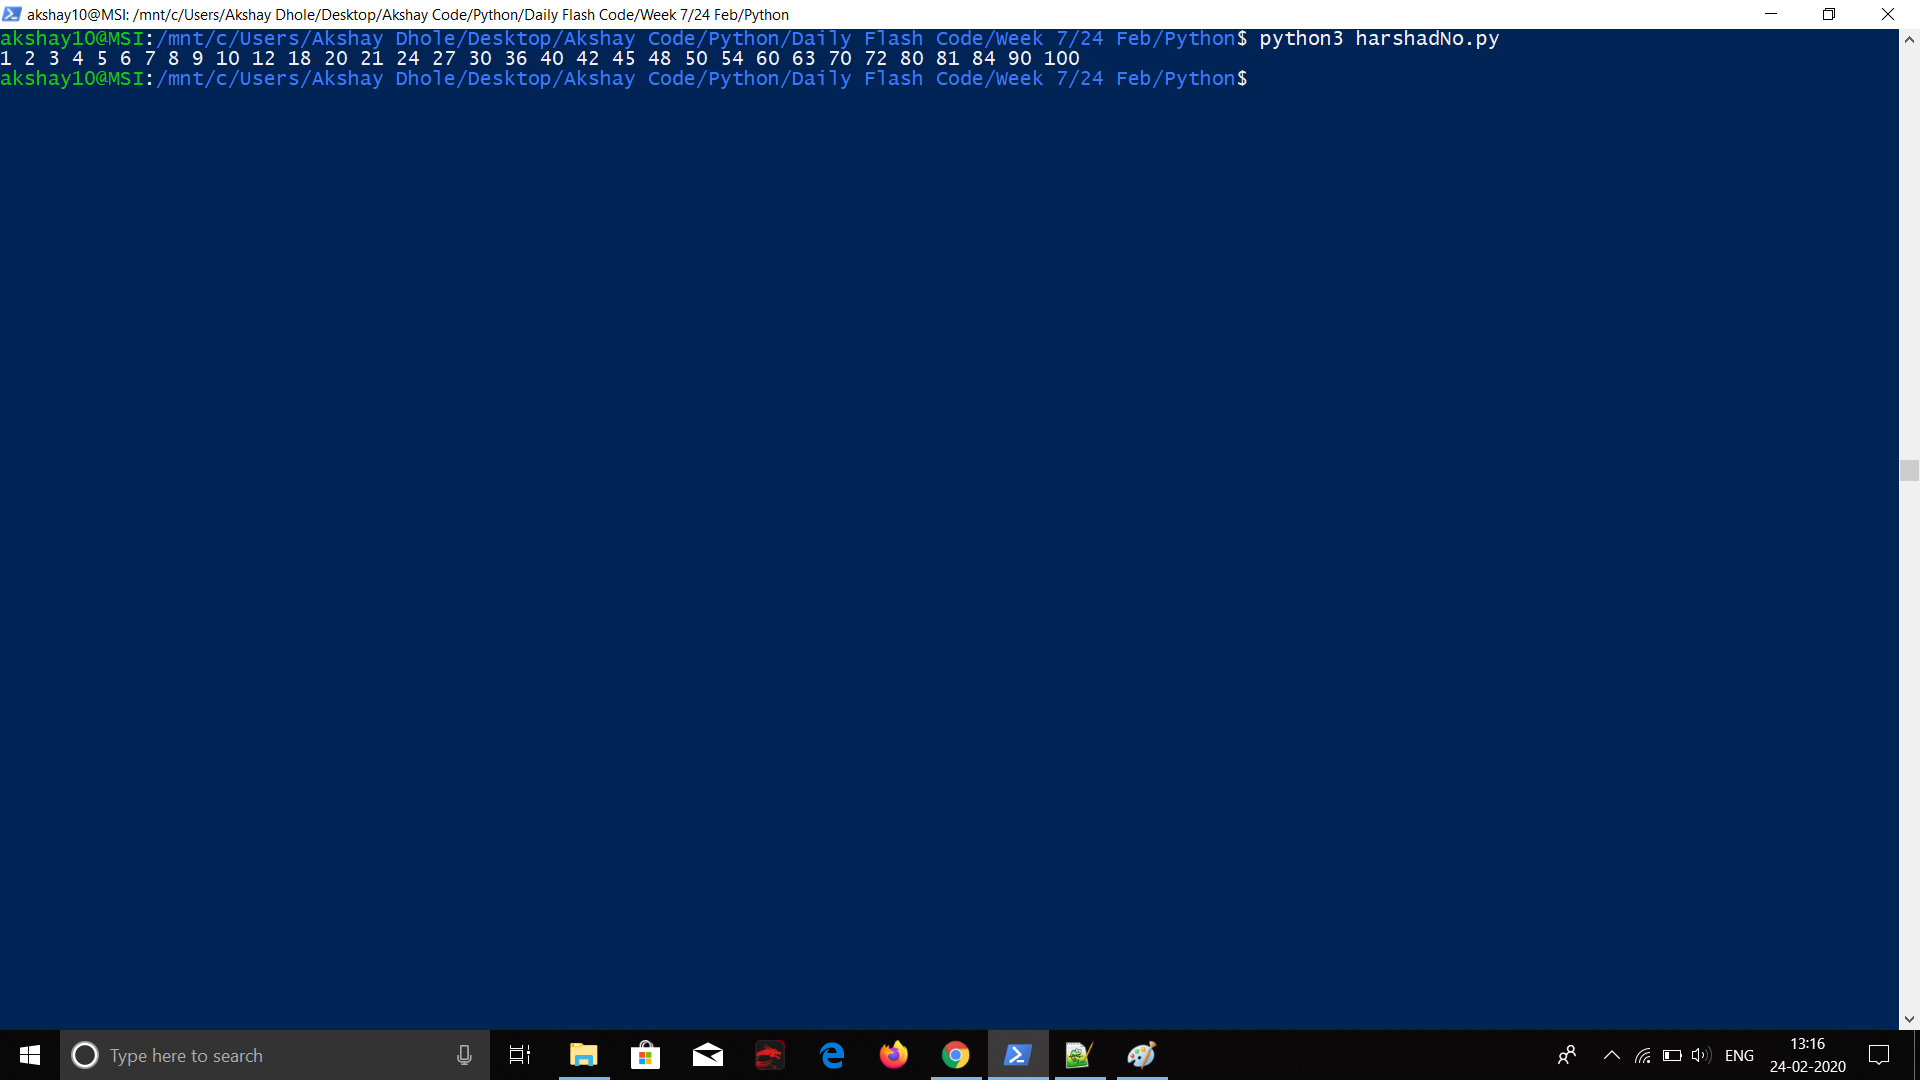 akshay10@MSI: /mnt/c/Users/Akshay Dhole/Desktop/Akshay Code/Python/Daily Flash Code/Week 7/24 Feb/Python
akshay10@MSI:/mnt/c/Users/Akshay Dhole/Desktop/Akshay Code/Python/Daily Flash Code/Week 7/24 Feb/Python$ python3 harshadNo.py
1 2 3 4 5 6 7 8 9 10 12 18 20 21 24 27 30 36 40 42 45 48 50 54 60 63 70 72 80 81 84 90 100
akshay10@MSI:/mnt/c/Users/Akshay Dhole/Desktop/Akshay Code/Python/Daily Flash Code/Week 7/24 Feb/Python$
Type here to search
ENG
13:16
24-02-2020